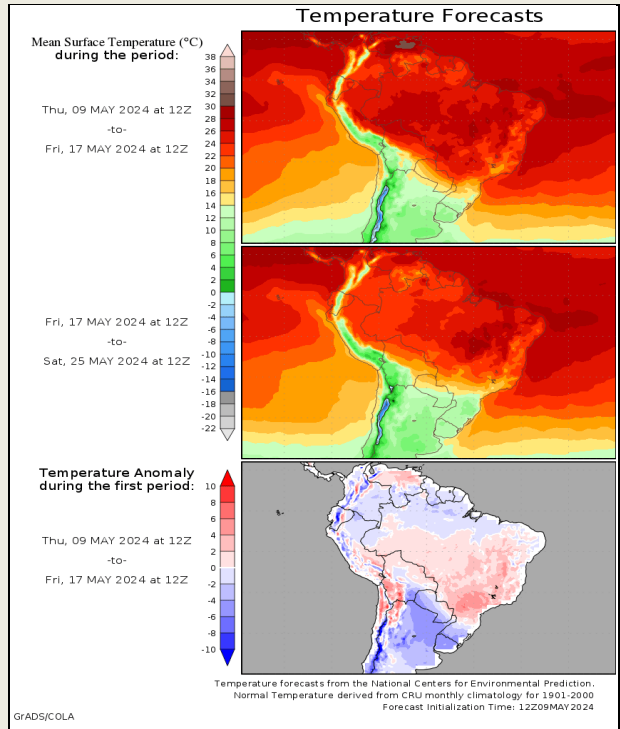 Temperature Forecasts
Mean Surface Temperature (°C)
during the period:
Thu, 09 MAY 2024 at 12Z
-to-
Fri, 17 MAY 2024 at 12Z
38
36
34
32
30
28
26
24
22
20
18
16
14
12
10
8
6
4
2
0
-2
-4
-6
-8
-10
-12
-14
-16
-18
-20
-22
Fri, 17 MAY 2024 at 12Z
-to-
Sat, 25 MAY 2024 at 12Z
Temperature Anomaly
during the first period:
Thu, 09 MAY 2024 at 12Z
-to-
Fri, 17 MAY 2024 at 12Z
10
8
6
4
2
0
-2
-4
-6
-8
-10
Temperature forecasts from the National Centers for Environmental Prediction.
Normal Temperature derived from CRU monthly climatology for 1901-2000
Forecast Initialization Time: 12Z09MAY2024
GrADS/COLA